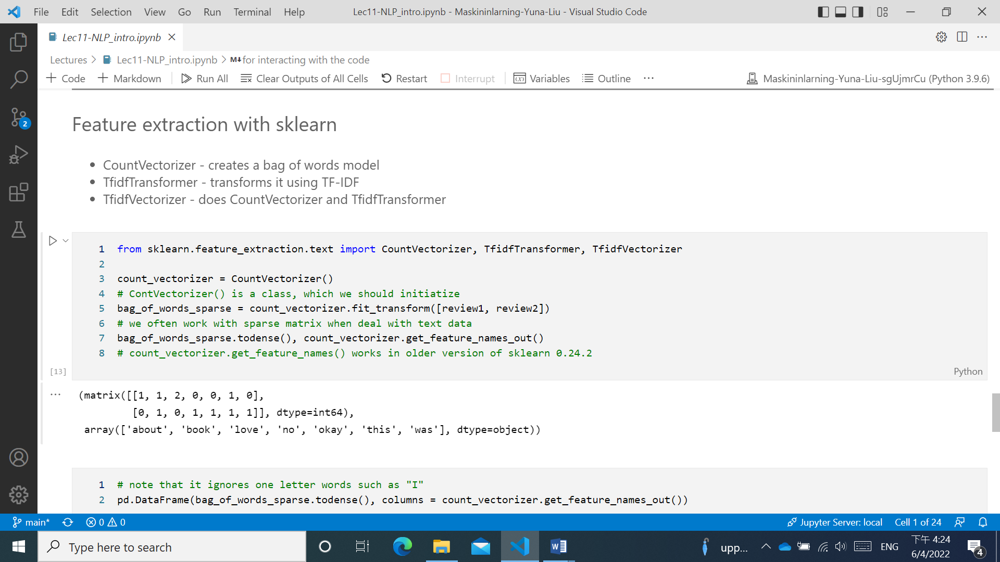 File Edit Selection View Go Run Terminal Help Lec11-NLP_intro.ipynb - Maskininlarning-Yuna-Liu - Visual Studio Code
Lec11-NLP_intro.ipynb
Lectures > Lec11-NLP_intro.ipynb > M↓for interacting with the code
+ Code + Markdown Run All Clear Outputs of All Cells Restart Interrupt Variables Outline ··· Maskininlarning-Yuna-Liu-sgUjmrCu (Python 3.9.6)
2
Feature extraction with sklearn
• CountVectorizer - creates a bag of words model
• TfidfTransformer - transforms it using TF-IDF
• TfidfVectorizer - does CountVectorizer and TfidfTransformer
1 from sklearn.feature_extraction.text import CountVectorizer, TfidfTransformer, TfidfVectorizer
2
3 count_vectorizer = CountVectorizer()
4 # ContVectorizer() is a class, which we should initiatize
5 bag_of_words_sparse = count_vectorizer.fit_transform([review1, review2])
6 # we often work with sparse matrix when deal with text data
7 bag_of_words_sparse.todense(), count_vectorizer.get_feature_names_out()
8 # count_vectorizer.get_feature_names() works in older version of sklearn 0.24.2
[13] Python
(matrix([[1, 1, 2, 0, 0, 1, 0],
[0, 1, 0, 1, 1, 1, 1]], dtype=int64),
array(['about', 'book', 'love', 'no', 'okay', 'this', 'was'], dtype=object))
1 # note that it ignores one letter words such as "I"
2 pd.DataFrame(bag_of_words_sparse.todense(), columns = count_vectorizer.get_feature_names_out())
main* 0 0 Jupyter Server: local Cell 1 of 24
Type here to search upp... ENG 下午 4:24
6/4/2022 4